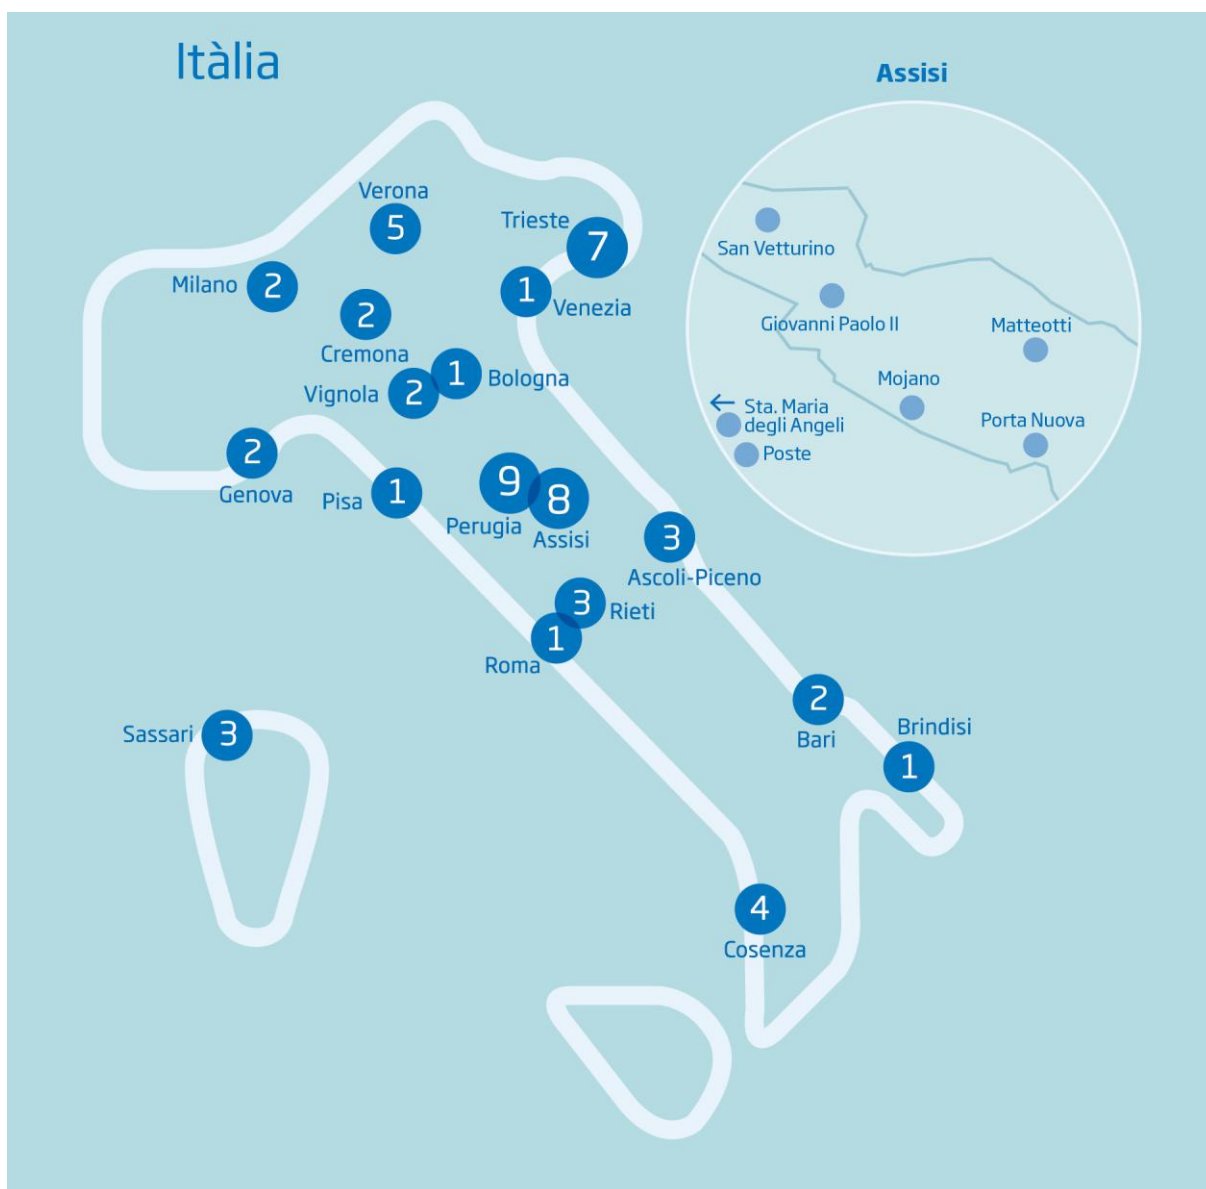 Itàlia
Assisi
Verona
5
Trieste
7
San Vetturino
Milano
2
1
Venezia
2
Cremona
Giovanni Paolo II
Matteotti
1
Bologna
Vignola
2
Mojano
← Sta. Maria
degli Angeli
Porta Nuova
Poste
2
Genova
Pisa
1
9
Perugia
8
Assisi
3
Ascoli-Piceno
3
Rieti
1
Roma
Sassari
3
2
Bari
Brindisi
1
4
Cosenza